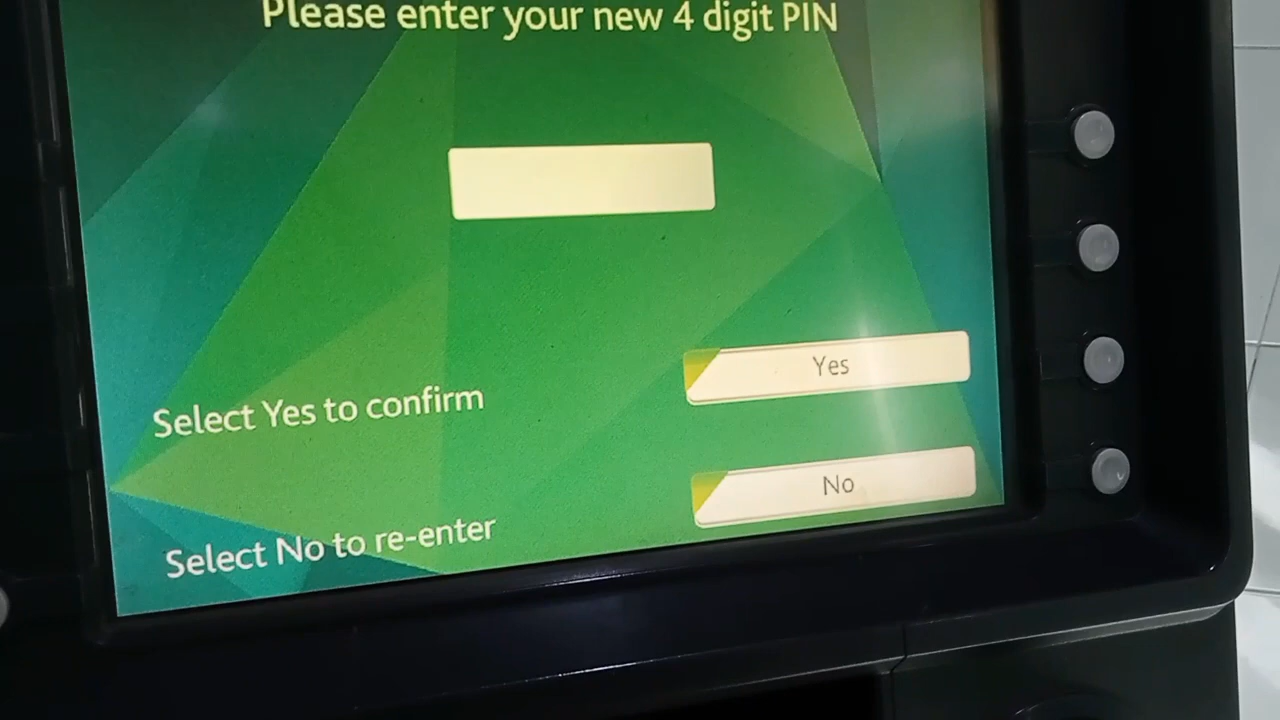 Please enter your new 4 digit PIN
Yes
Select Yes to confirm
No
Select No to re-enter